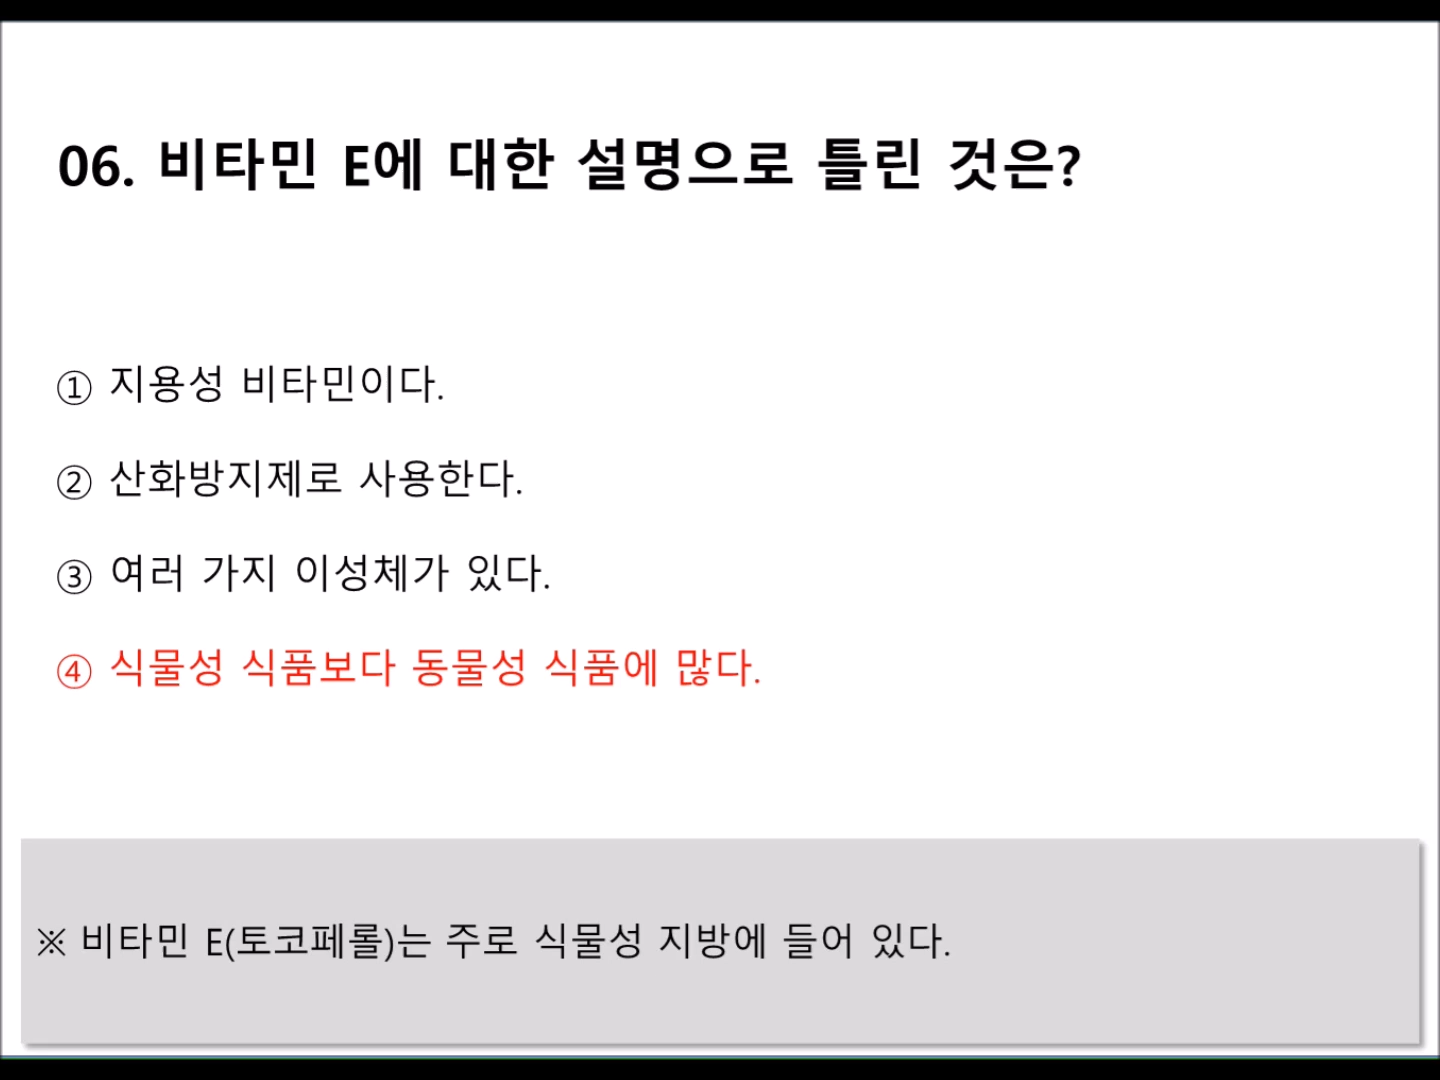 06. 비타민 E에 대한 설명으로 틀린 것은?
① 지용성 비타민이다.
② 산화방지제로 사용한다.
③ 여러 가지 이성체가 있다.
④ 식물성 식품보다 동물성 식품에 많다.
※ 비타민 E(토코페롤)는 주로 식물성 지방에 들어 있다.